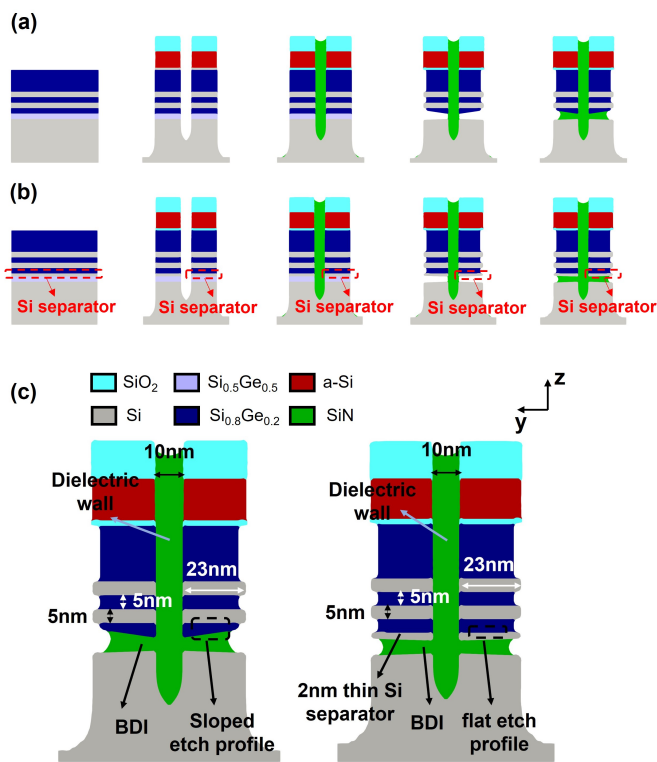 (a)
(b)
Si separator
Si separator
Si separator
Si separator
Si separator
(c)
SiO2
Si0.5Ge0.5
a-Si
Si
Si0.8Ge0.2
SiN
z
y
10nm
Dielectric
wall
23nm
5nm
5nm
BDI
Sloped
etch profile
10nm
Dielectric
wall
23nm
5nm
5nm
2nm thin Si
separator
BDI
flat etch
profile